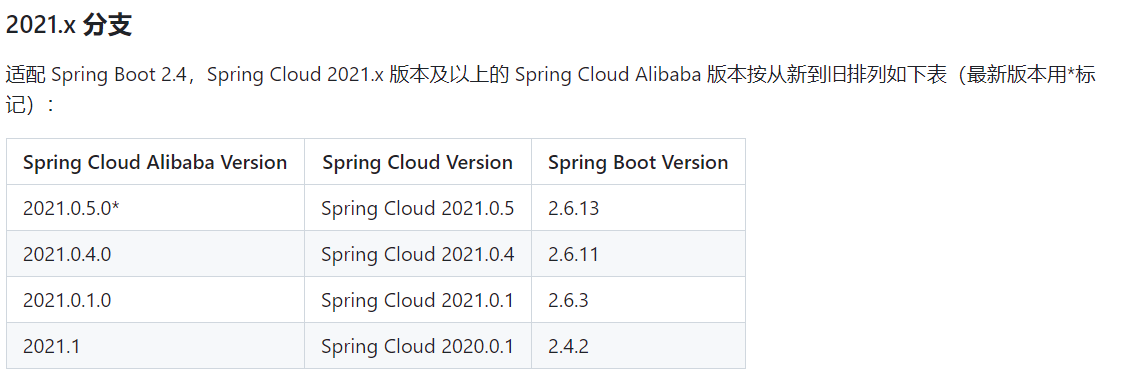 2021.x 分支
适配 Spring Boot 2.4，Spring Cloud 2021.x 版本及以上的 Spring Cloud Alibaba 版本按从新到旧排列如下表（最新版本用*标
记）：
Spring Cloud Alibaba Version Spring Cloud Version Spring Boot Version
2021.0.5.0* Spring Cloud 2021.0.5 2.6.13
2021.0.4.0 Spring Cloud 2021.0.4 2.6.11
2021.0.1.0 Spring Cloud 2021.0.1 2.6.3
2021.1 Spring Cloud 2020.0.1 2.4.2